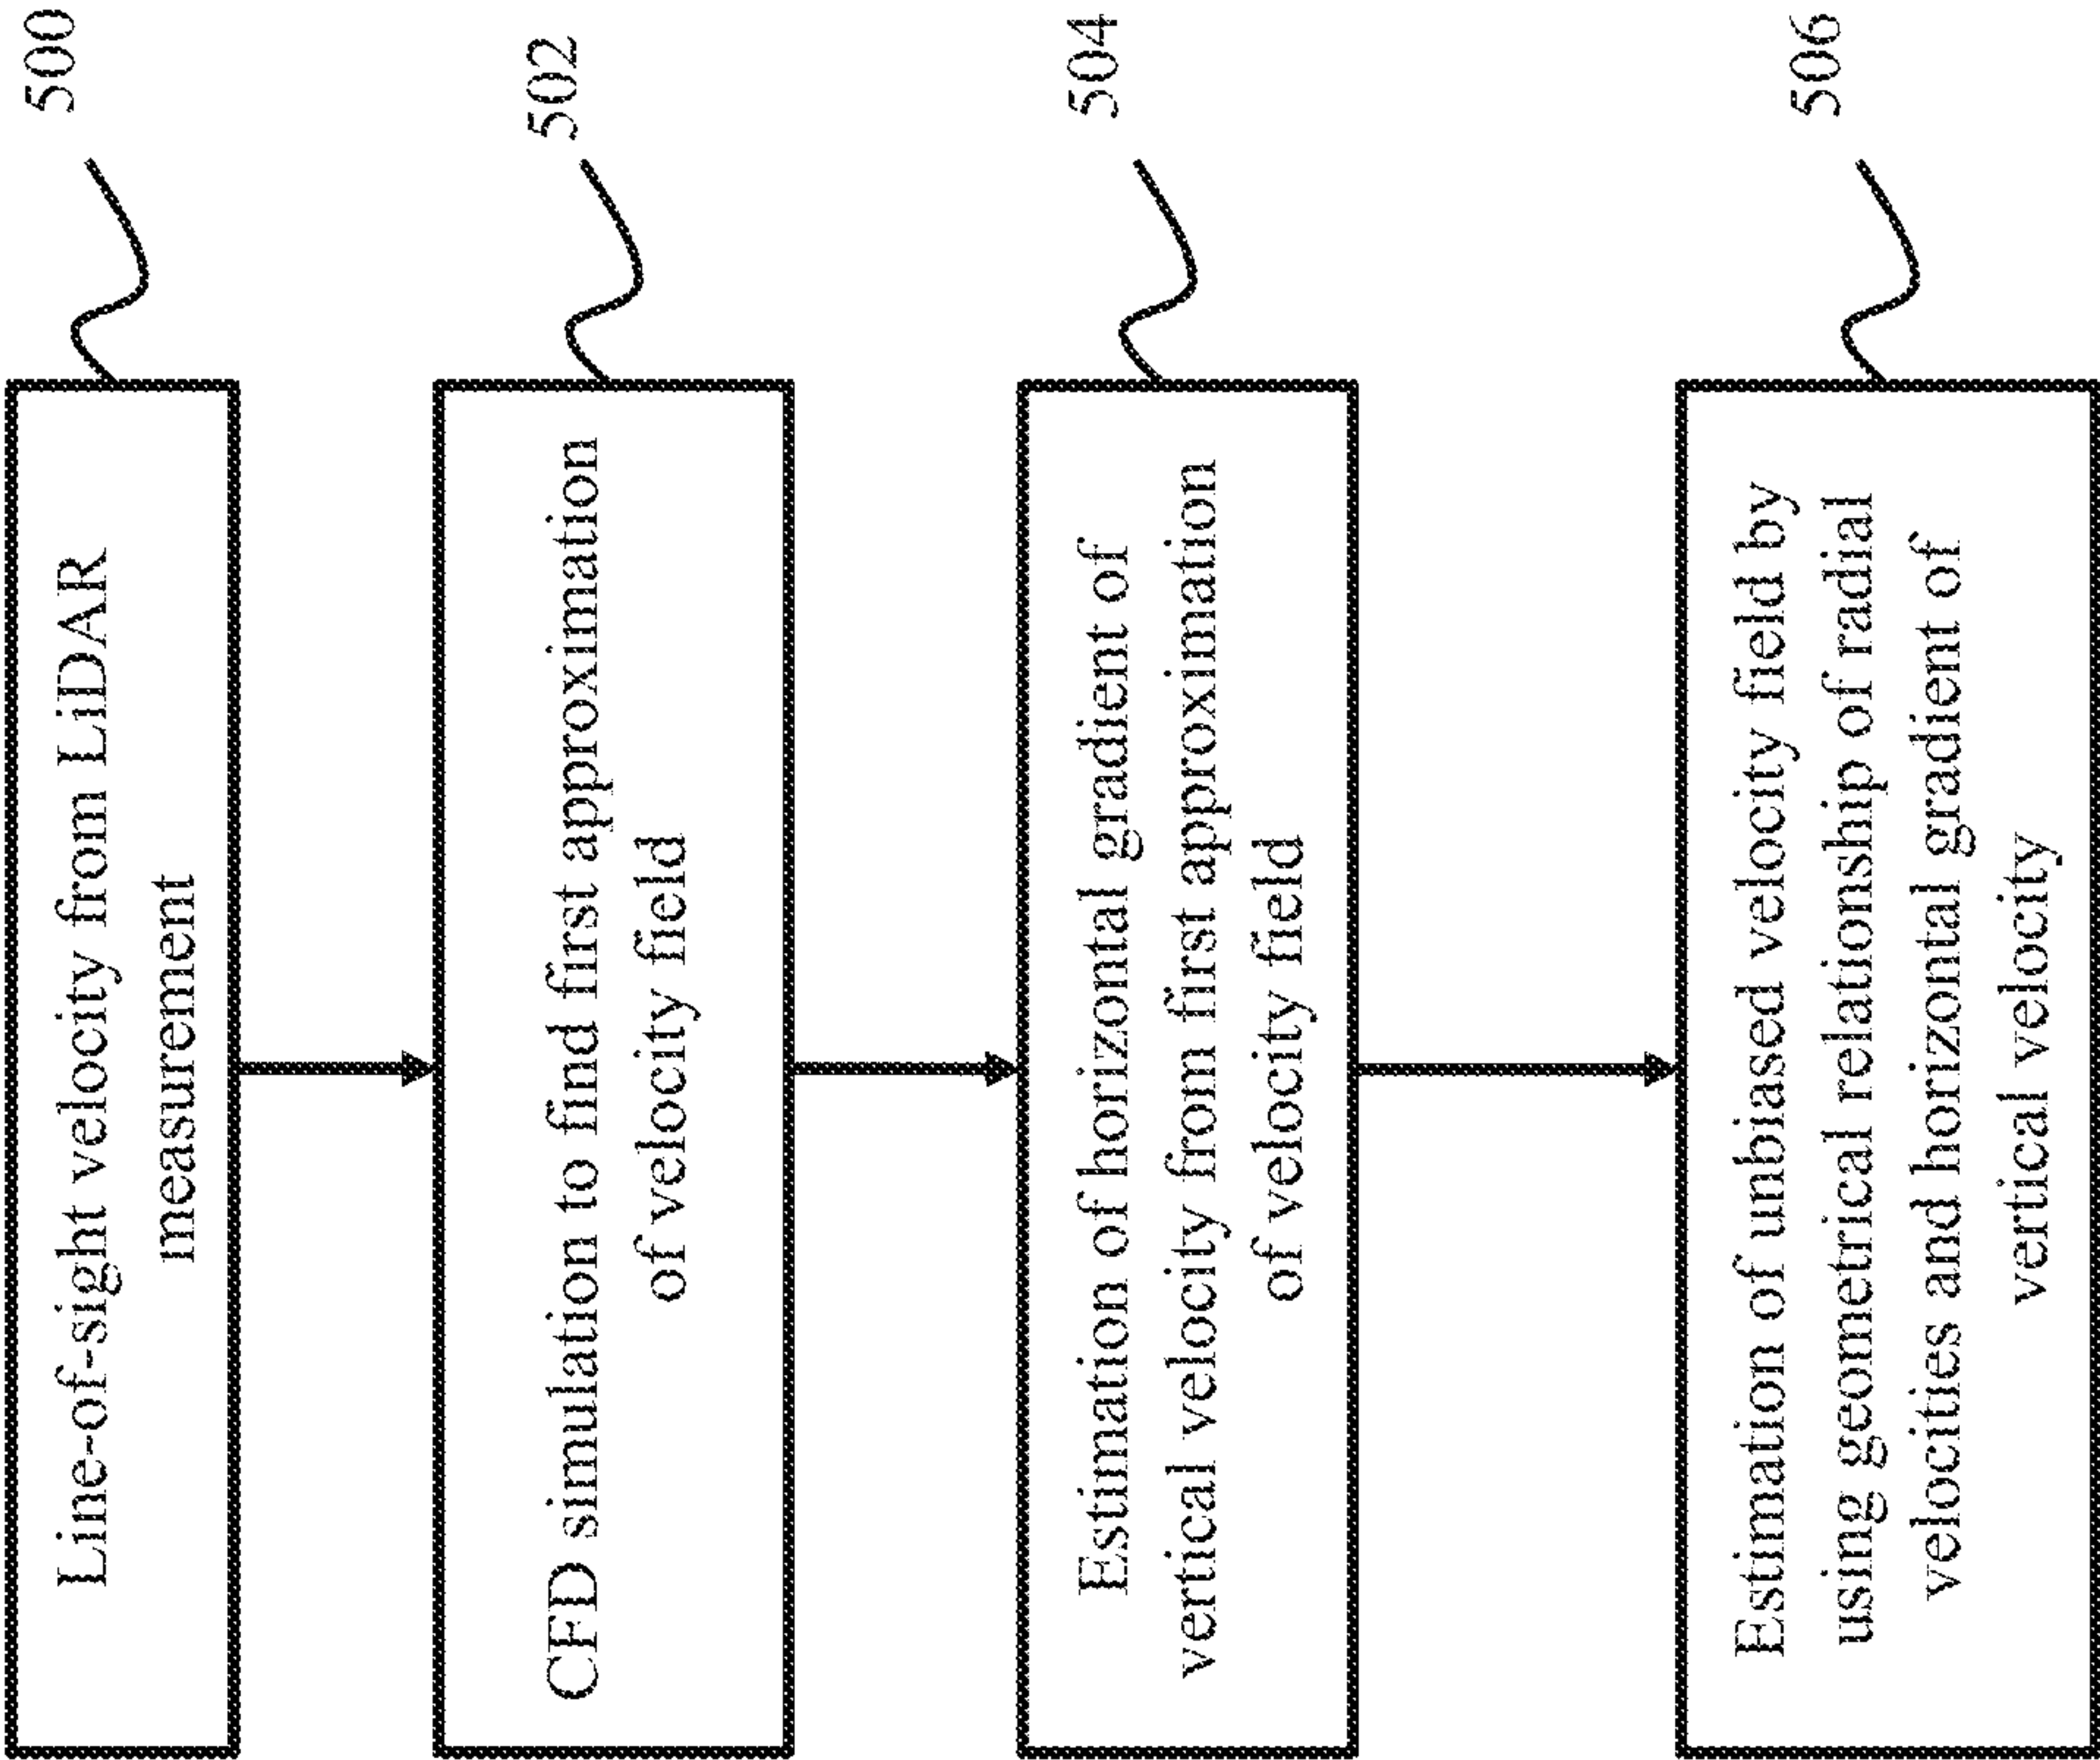 Line-of-sight velocity from LiDAR
measurement
500
CFD simulation to find first approximation
of velocity field
502
Estimation of horizontal gradient of
vertical velocity from first approximation
of velocity field
504
Estimation of unbiased velocity field by
using geometrical relationship of radial
velocities and horizontal gradient of
vertical velocity
506